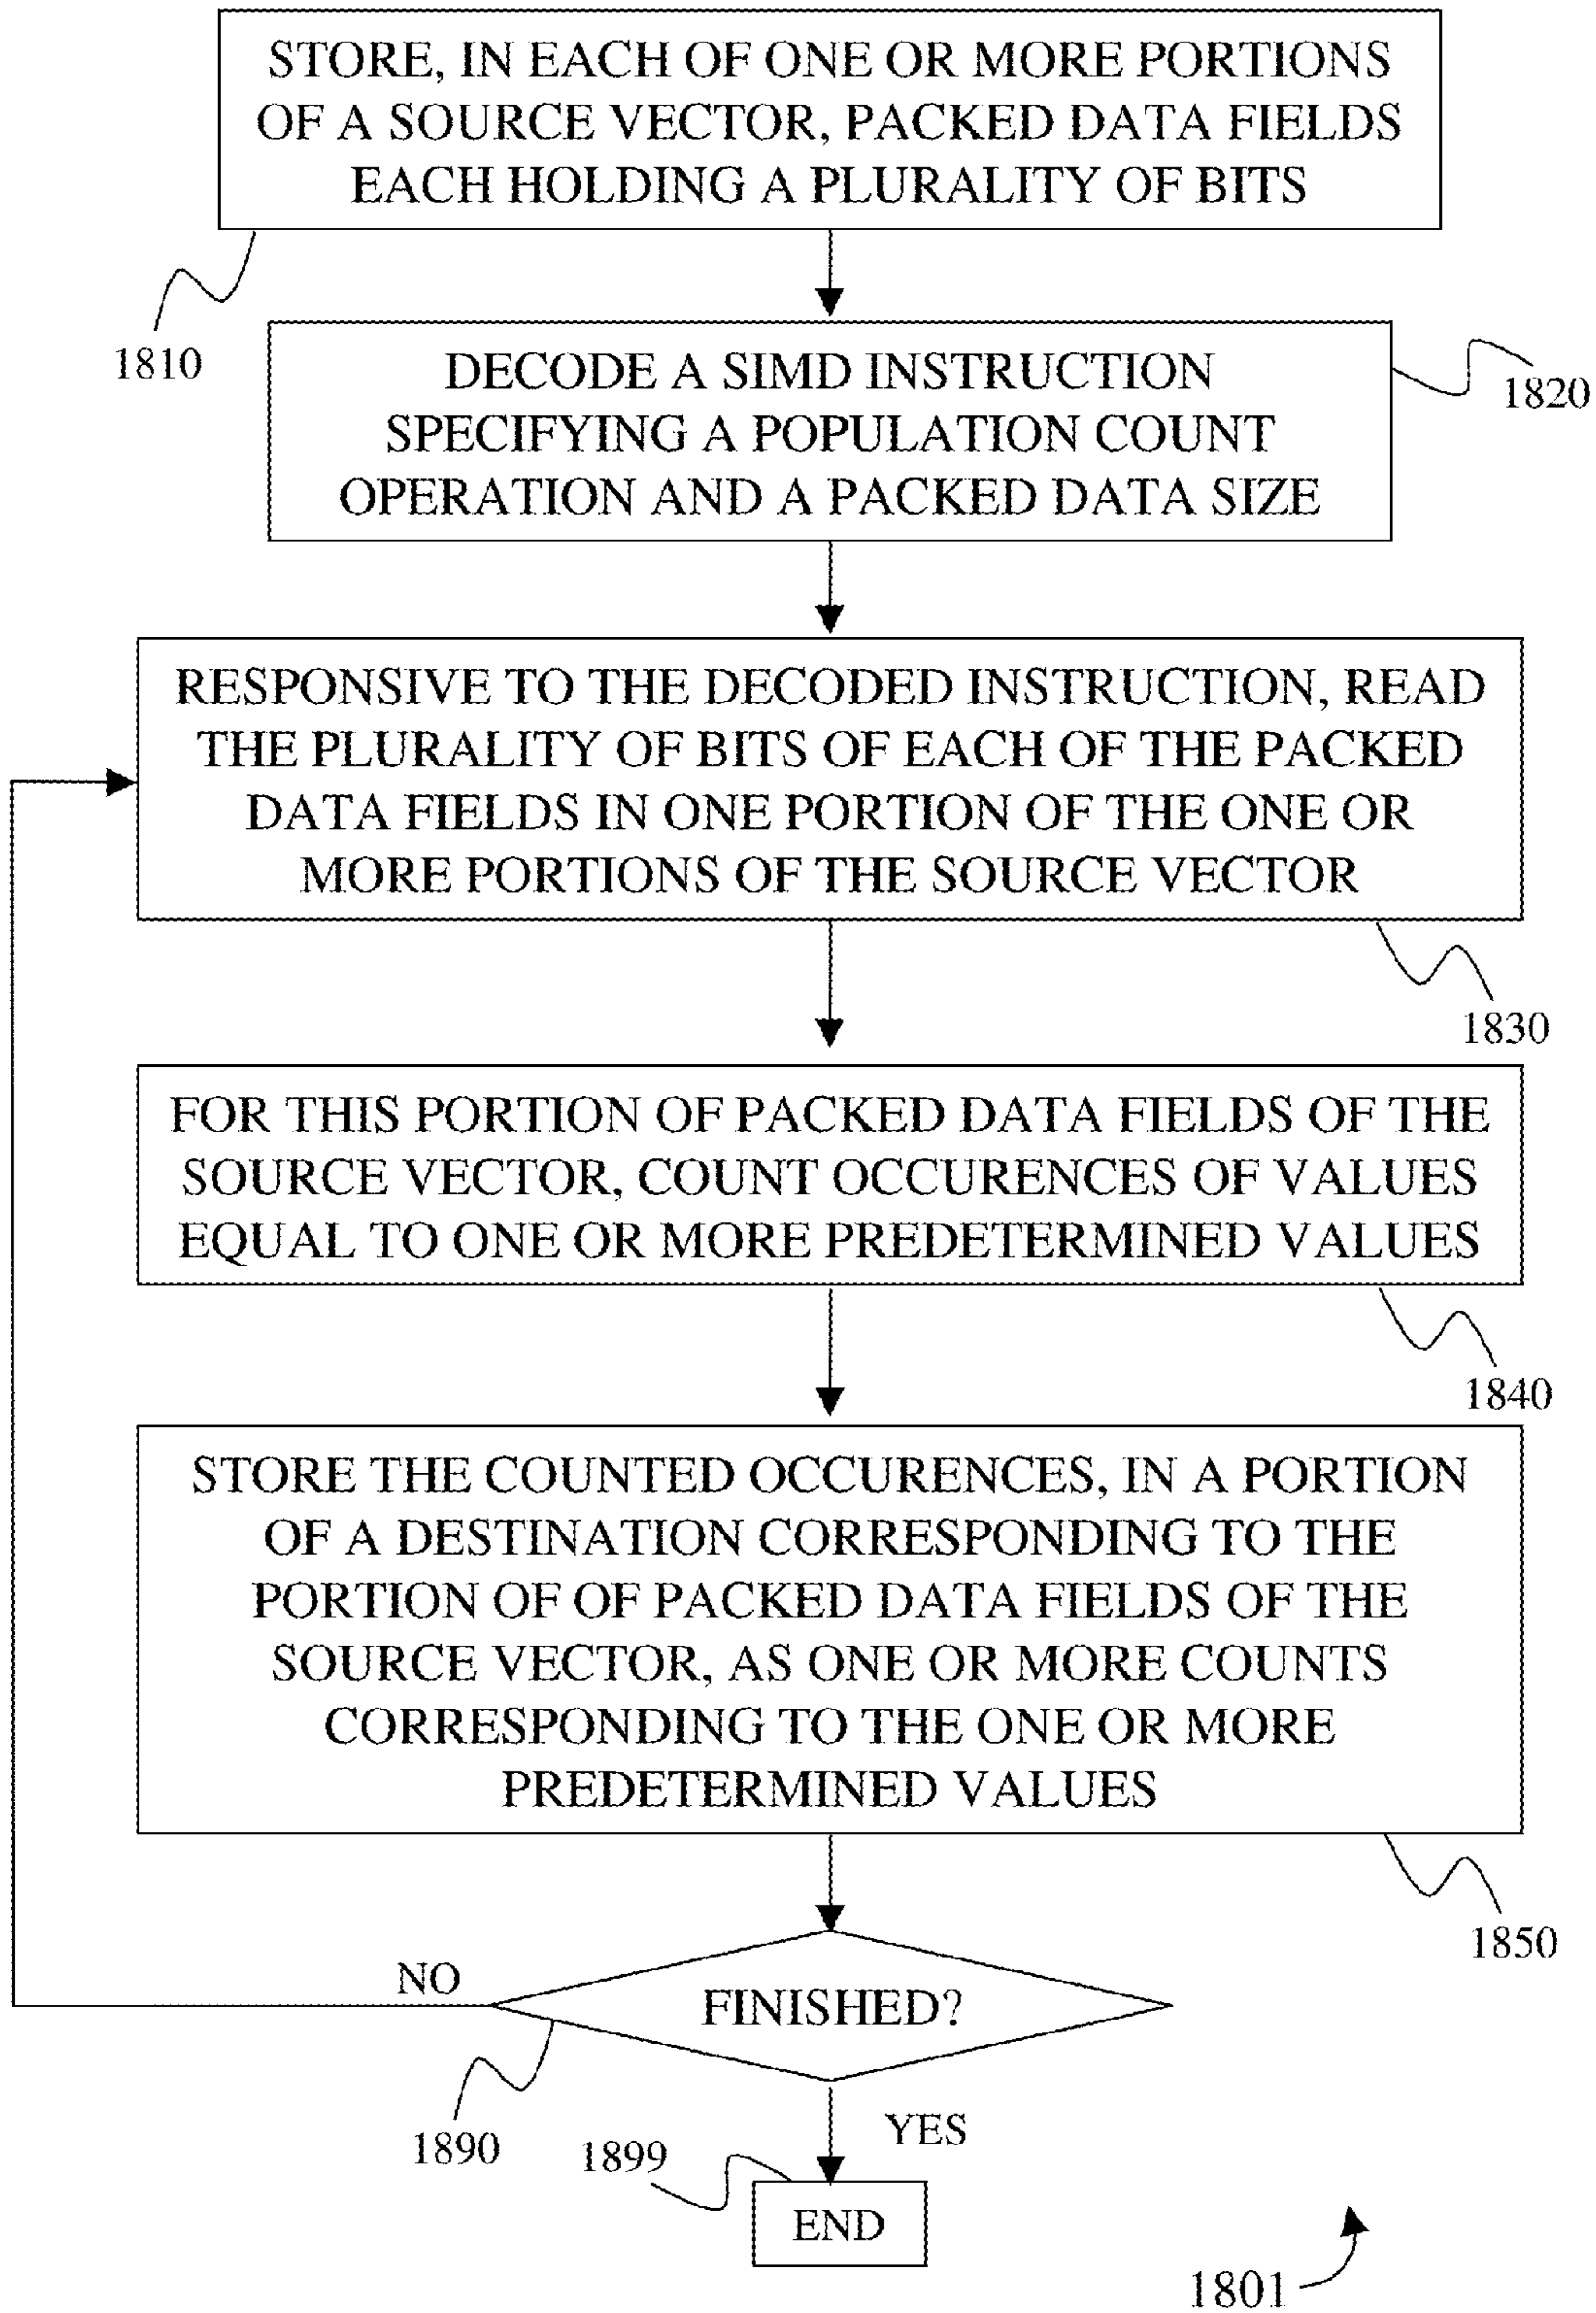 STORE, IN EACH OF ONE OR MORE PORTIONS
OF A SOURCE VECTOR, PACKED DATA FIELDS
EACH HOLDING A PLURALITY OF BITS
1810
DECODE A SIMD INSTRUCTION
SPECIFYING A POPULATION COUNT
OPERATION AND A PACKED DATA SIZE
1820
RESPONSIVE TO THE DECODED INSTRUCTION, READ
THE PLURALITY OF BITS OF EACH OF THE PACKED
DATA FIELDS IN ONE PORTION OF THE ONE OR
MORE PORTIONS OF THE SOURCE VECTOR
1830
FOR THIS PORTION OF PACKED DATA FIELDS OF THE
SOURCE VECTOR, COUNT OCCURENCES OF VALUES
EQUAL TO ONE OR MORE PREDETERMINED VALUES
1840
STORE THE COUNTED OCCURENCES, IN A PORTION
OF A DESTINATION CORRESPONDING TO THE
PORTION OF OF PACKED DATA FIELDS OF THE
SOURCE VECTOR, AS ONE OR MORE COUNTS
CORRESPONDING TO THE ONE OR MORE
PREDETERMINED VALUES
1850
NO
FINISHED?
1890
YES
1899
END
1801